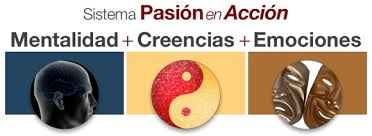 Sistema Pasión en Acción
Mentalidad + Creencias + Emociones